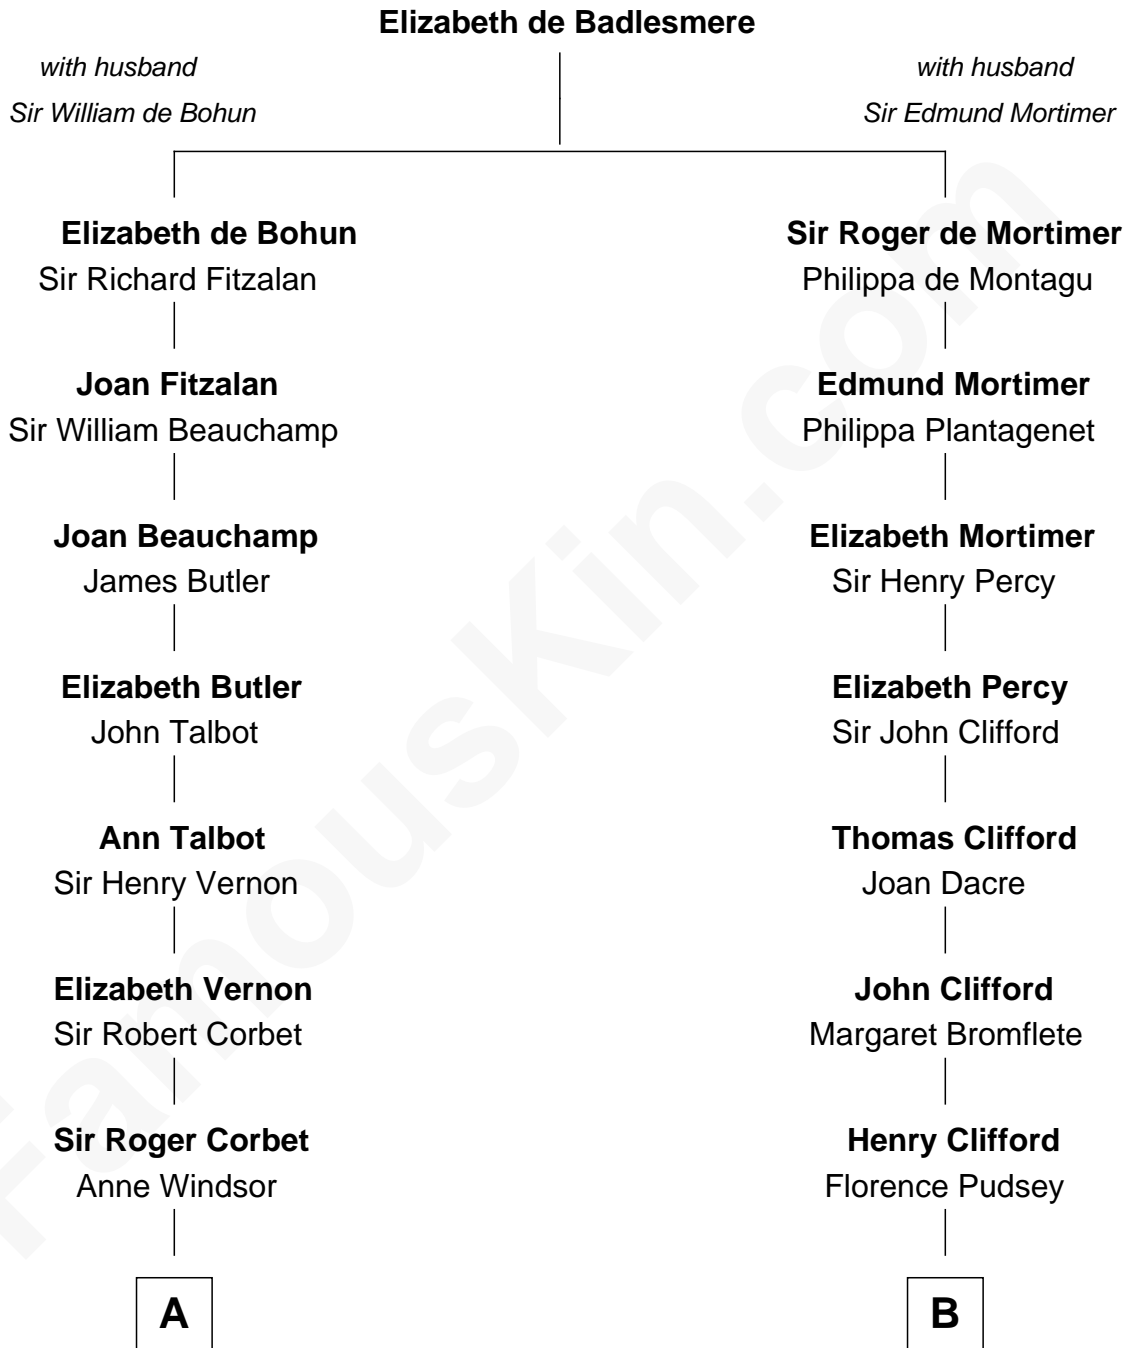 Elizabeth de Badlesmere
with husband
Sir William de Bohun
with husband
Sir Edmund Mortimer
Elizabeth de Bohun
Sir Richard Fitzalan
Sir Roger de Mortimer
Philippa de Montagu
Joan Fitzalan
Sir William Beauchamp
Edmund Mortimer
Philippa Plantagenet
Joan Beauchamp
James Butler
Elizabeth Mortimer
Sir Henry Percy
Elizabeth Butler
John Talbot
Elizabeth Percy
Sir John Clifford
Ann Talbot
Sir Henry Vernon
Thomas Clifford
Joan Dacre
Elizabeth Vernon
Sir Robert Corbet
John Clifford
Margaret Bromflete
Sir Roger Corbet
Anne Windsor
Henry Clifford
Florence Pudsey
A
B
FamousKin.com